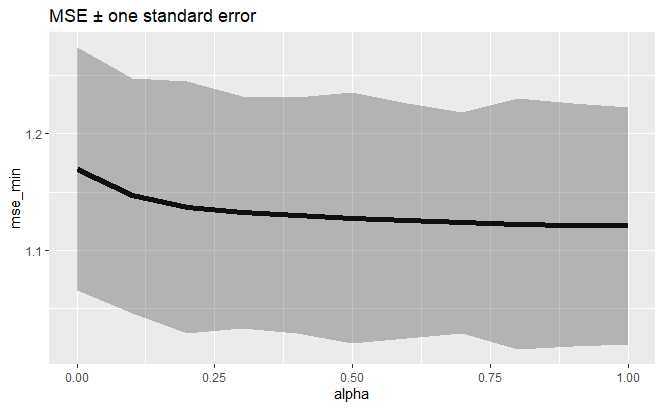 MSE ± one standard error
mse_min
1.2
1.1
0.00 0.25 0.50 0.75 1.00
alpha